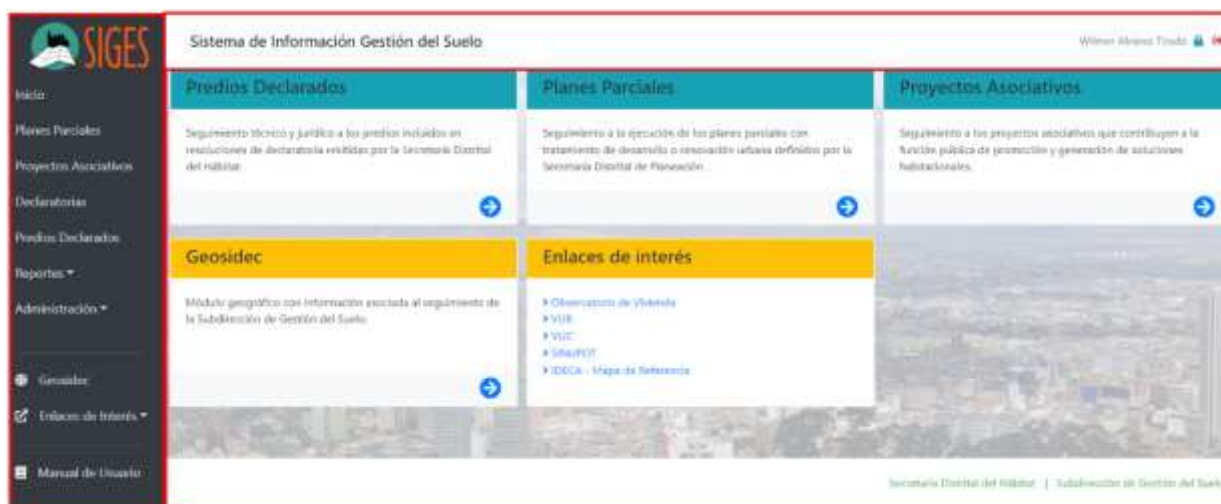 SIGES
Sistema de Información Gestión del Suelo
Inicio
Planes Parciales
Proyectos Asociativos
Declaratorias
Predios Declarados
Reportes
Administración
Geosidec
Enlaces de Interés
Manual de Usuario
Predios Declarados
Seguimiento técnico y jurídico a los predios incluidos en
resoluciones de declaratoria emitidas por la Secretaría Distrital
del Hábitat.
Planes Parciales
Seguimiento a la ejecución de los planes parciales con
tratamiento de desarrollo o renovación urbana definidos por la
Secretaría Distrital de Planeación.
Proyectos Asociativos
Seguimiento a los proyectos asociativos que contribuyen a la
función pública de promoción y generación de soluciones
habitacionales.
Geosidec
Módulo geográfico con información asociada al seguimiento de
la Subdirección de Gestión del Suelo.
Enlaces de interés
Observatorio de Vivienda
VUR
VUC
SINUPOT
IDECA - Mapa de Referencia
Secretaría Distrital del Hábitat | Subdirección de Gestión del Suelo